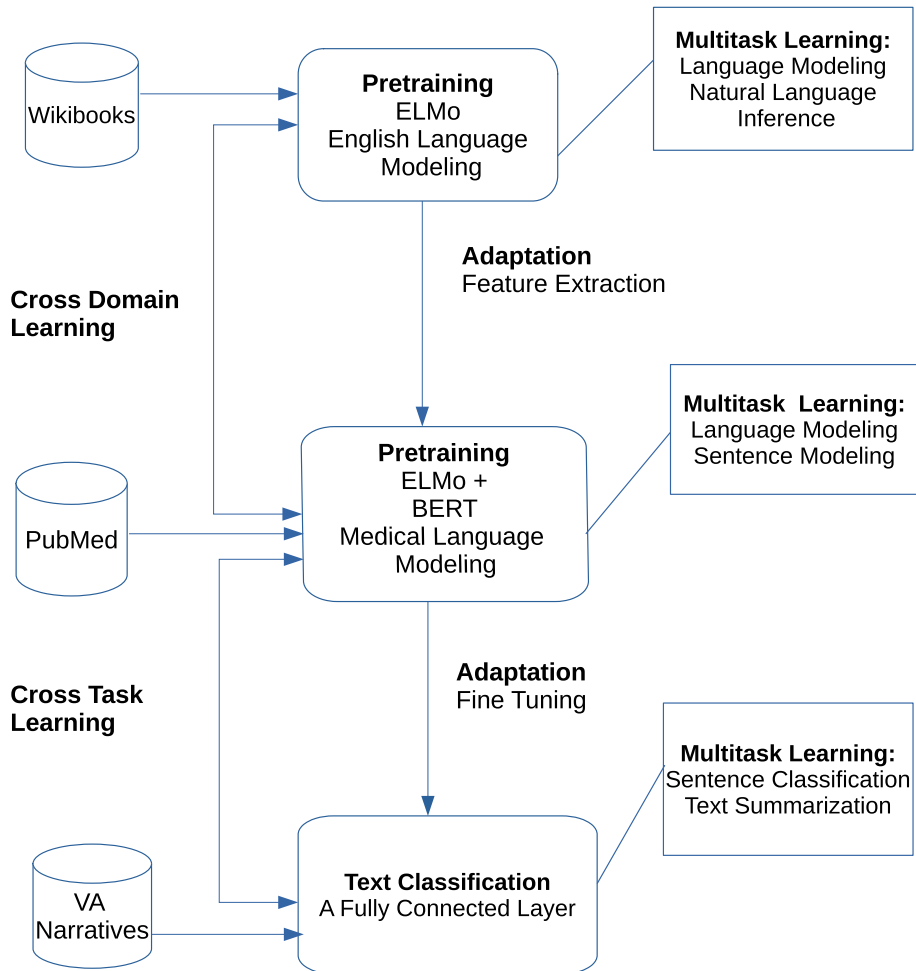 Wikibooks
Pretraining
ELMo
English Language
Modeling
Multitask Learning:
Language Modeling
Natural Language
Inference
Adaptation
Feature Extraction
Cross Domain
Learning
PubMed
Pretraining
ELMo +
BERT
Medical Language
Modeling
Multitask  Learning:
Language Modeling
Sentence Modeling
Adaptation
Fine Tuning
Cross Task
Learning
VA
Narratives
Text Classification
A Fully Connected Layer
Multitask Learning:
Sentence Classification
Text Summarization